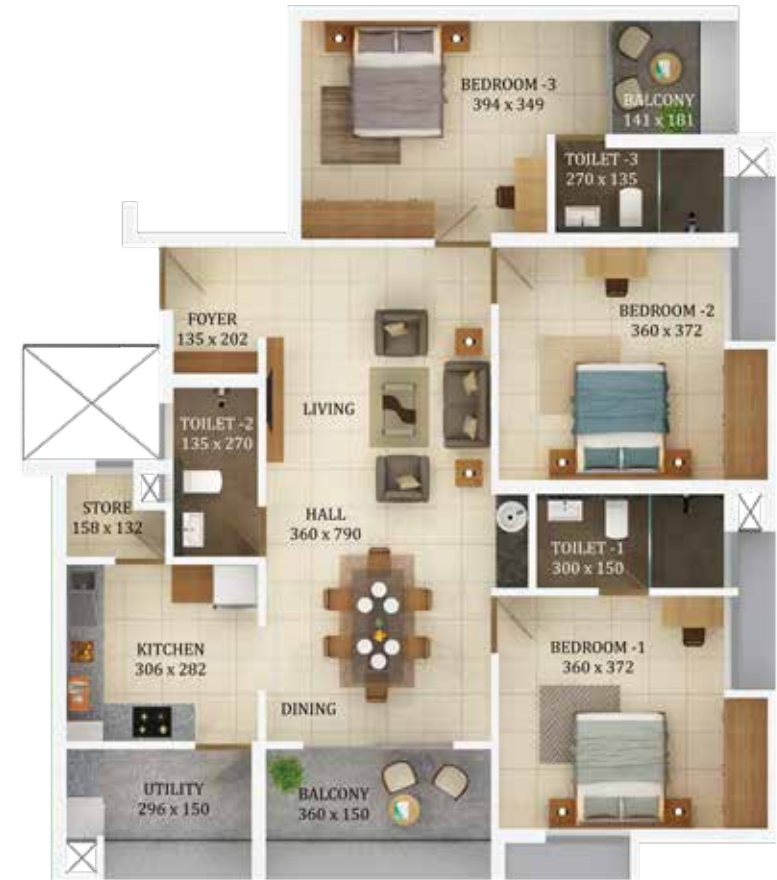 BEDROOM -3
394 x 349
BALCONY
141 x 181
TOILET -3
270 x 135
FOYER
135 x 202
BEDROOM -2
360 x 372
LIVING
TOILET -2
135 x 270
STORE
158 x 132
HALL
360 x 790
TOILET -1
300 x 150
KITCHEN
306 x 282
BEDROOM -1
360 x 372
DINING
UTILITY
296 x 150
BALCONY
360 x 150